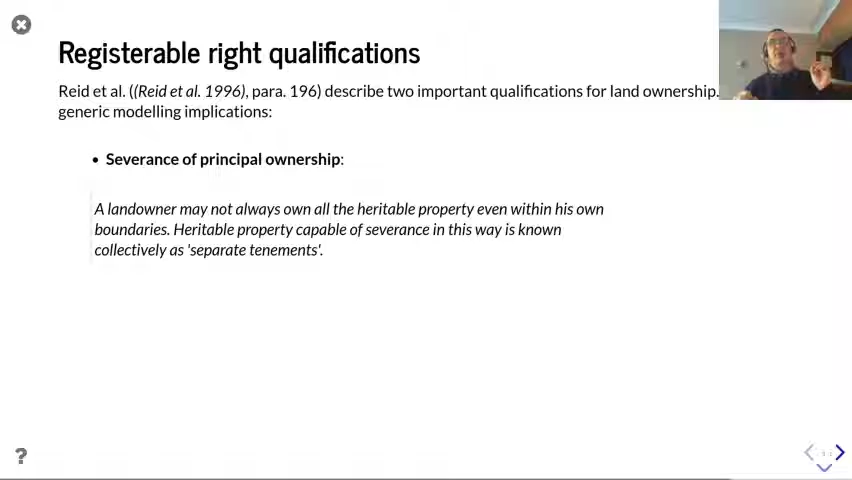 Registerable right qualifications
Reid et al. ((Reid et al. 1996), para. 196) describe two important qualifications for land ownership.
generic modelling implications:
• Severance of principal ownership:
A landowner may not always own all the heritable property even within his own
boundaries. Heritable property capable of severance in this way is known
collectively as 'separate tenements'.
?